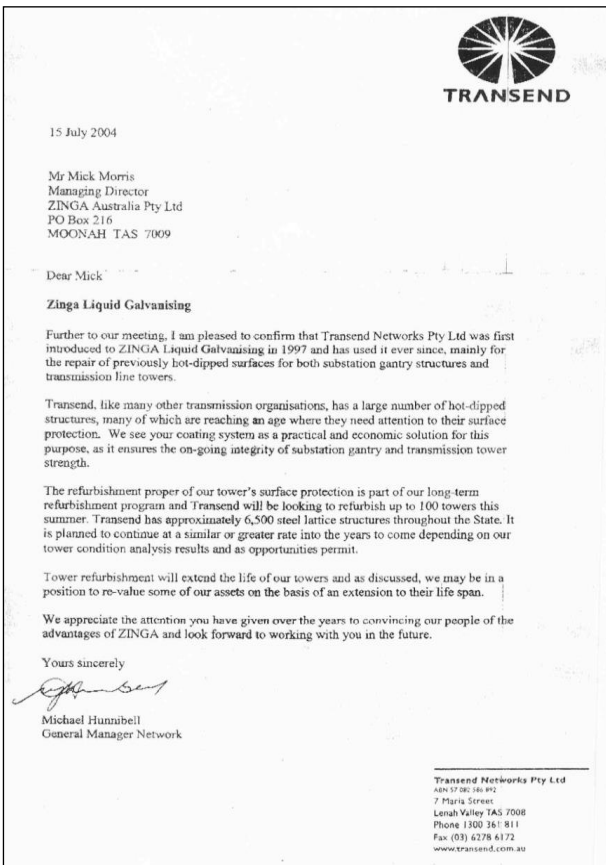 TRANSEND
15 July 2004
Mr Mick Morris
Managing Director
ZINGA Australia Pty Ltd
PO Box 216
MOONAH TAS 7009
Dear Mick
Zinga Liquid Galvanising
Further to our meeting, I am pleased to confirm that Transend Networks Pty Ltd was first
introduced to ZINGA Liquid Galvanising in 1997 and has used it ever since, mainly for
the repair of previously hot-dipped surfaces for both substation gantry structures and
transmission line towers.
Transend, like many other transmission organisations, has a large number of hot-dipped
structures, many of which are reaching an age where they need attention to their surface
protection. We see your coating system as a practical and economic solution for this
purpose, as it ensures the on-going integrity of substation gantry and transmission tower
strength.
The refurbishment proper of our tower's surface protection is part of our long-term
refurbishment program and Transend will be looking to refurbish up to 100 towers this
summer. Transend has approximately 6,500 steel lattice structures throughout the State. It
is planned to continue at a similar or greater rate into the years to come depending on our
tower condition analysis results and as opportunities permit.
Tower refurbishment will extend the life of our towers and as discussed, we may be in a
position to re-value some of our assets on the basis of an extension to their life span.
We appreciate the attention you have given over the years to convincing our people of the
advantages of ZINGA and look forward to working with you in the future.
Yours sincerely
Michael Hunnibell
General Manager Network
Transend Networks Pty Ltd
ABN 57 082 586 892
7 Maria Street
Lenah Valley TAS 7008
Phone 1300 361 811
Fax (03) 6278 6172
www.transend.com.au